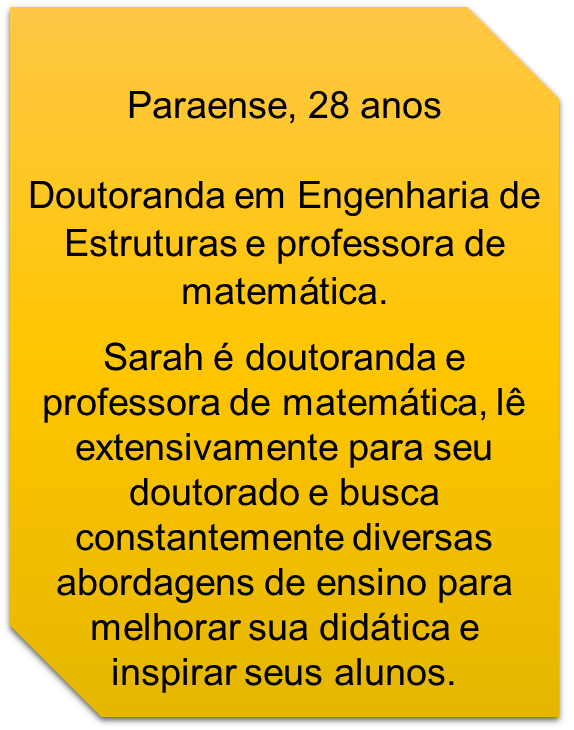 Paraense, 28 anos
Doutoranda em Engenharia de
Estruturas e professora de
matemática.
Sarah é doutoranda e
professora de matemática, lê
extensivamente para seu
doutorado e busca
constantemente diversas
abordagens de ensino para
melhorar sua didática e
inspirar seus alunos.